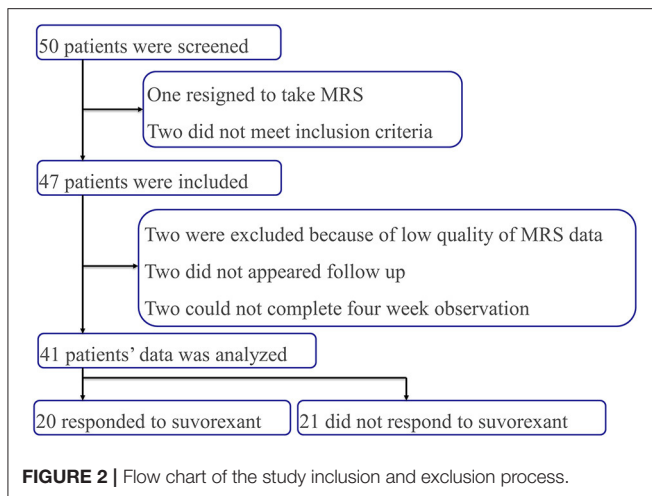 50 patients were screened
One resigned to take MRS
Two did not meet inclusion criteria
47 patients were included
Two were excluded because of low quality of MRS data
Two did not appeared follow up
Two could not complete four week observation
41 patients' data was analyzed
20 responded to suvorexant
21 did not respond to suvorexant
FIGURE 2 | Flow chart of the study inclusion and exclusion process.